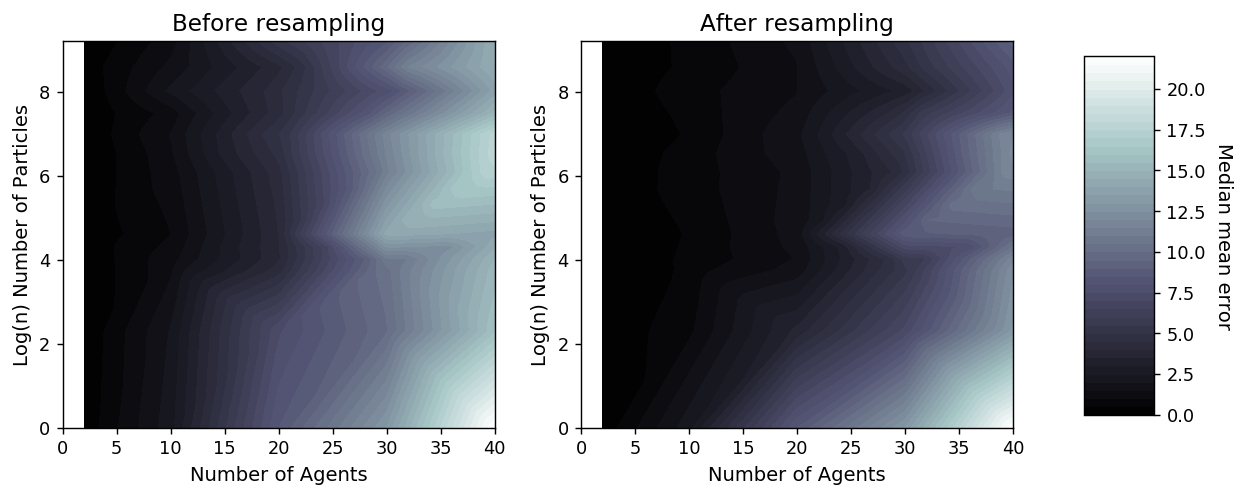 Before resampling
Log(n) Number of Particles
8
6
4
2
0
0 5 10 15 20 25 30 35 40
Number of Agents
After resampling
Log(n) Number of Particles
8
6
4
2
0
0 5 10 15 20 25 30 35 40
Number of Agents
20.0
17.5
15.0
12.5
10.0
7.5
5.0
2.5
0.0
Median mean error